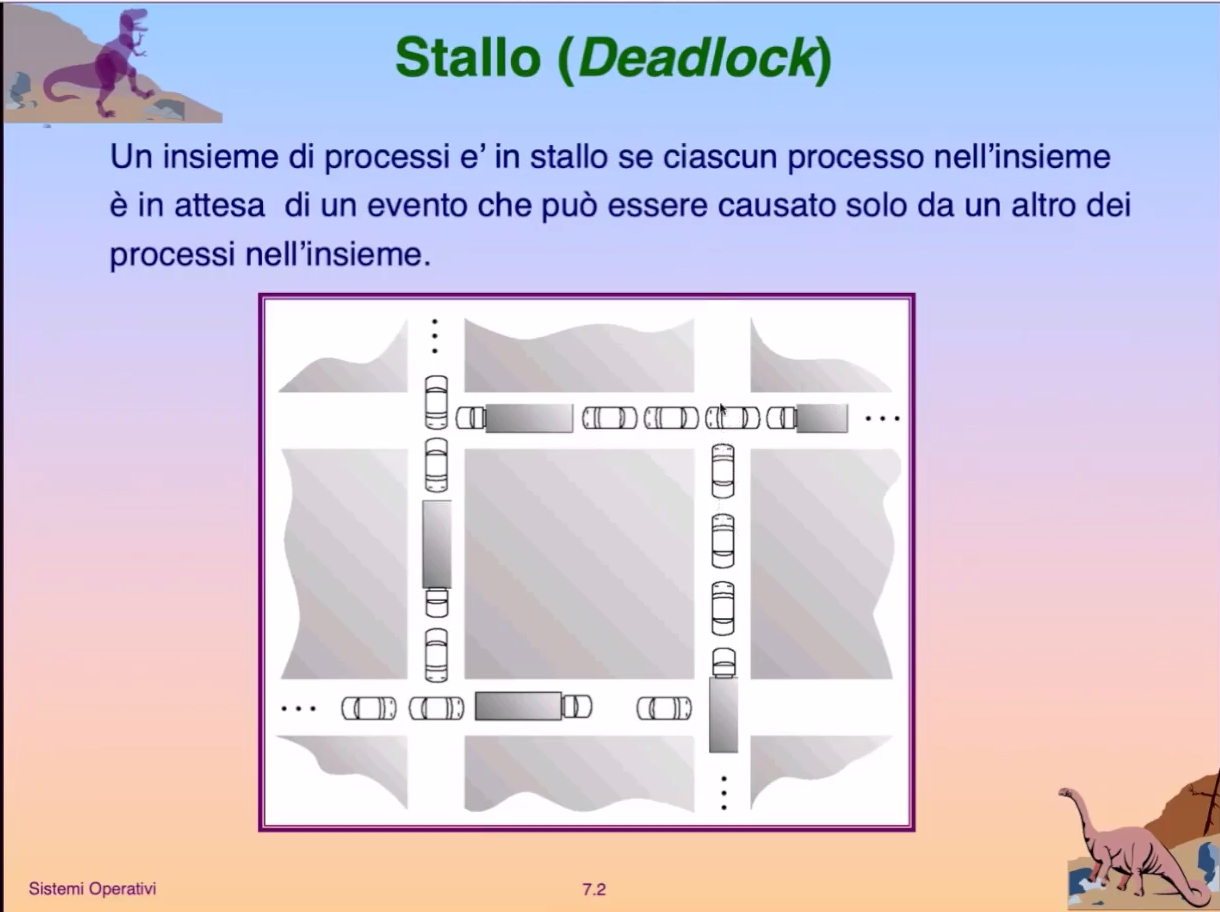 Stallo (Deadlock)
Un insieme di processi e’ in stallo se ciascun processo nell’insieme
è in attesa  di un evento che può essere causato solo da un altro dei
processi nell’insieme.
Sistemi Operativi
7.2